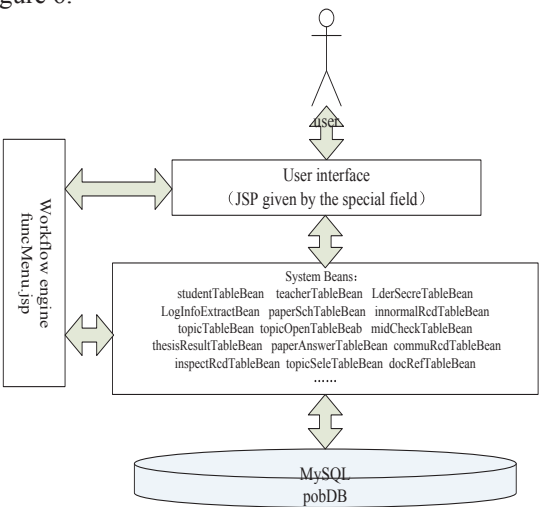 gure 6.
user
User interface
（JSP given by the special field）
Workflow engine
funcMenu.jsp
System Beans：
studentTableBean teacherTableBean LderSecreTableBean
LogInfoExtractBean paperSchTableBean innormalRcdTableBean
topicTableBean topicOpenTableBeab midCheckTableBean
thesisResultTableBean paperAnswerTableBean commuRcdTableBean
inspectRcdTableBean topicSeleTableBean docRefTableBean
……
MySQL
pobDB